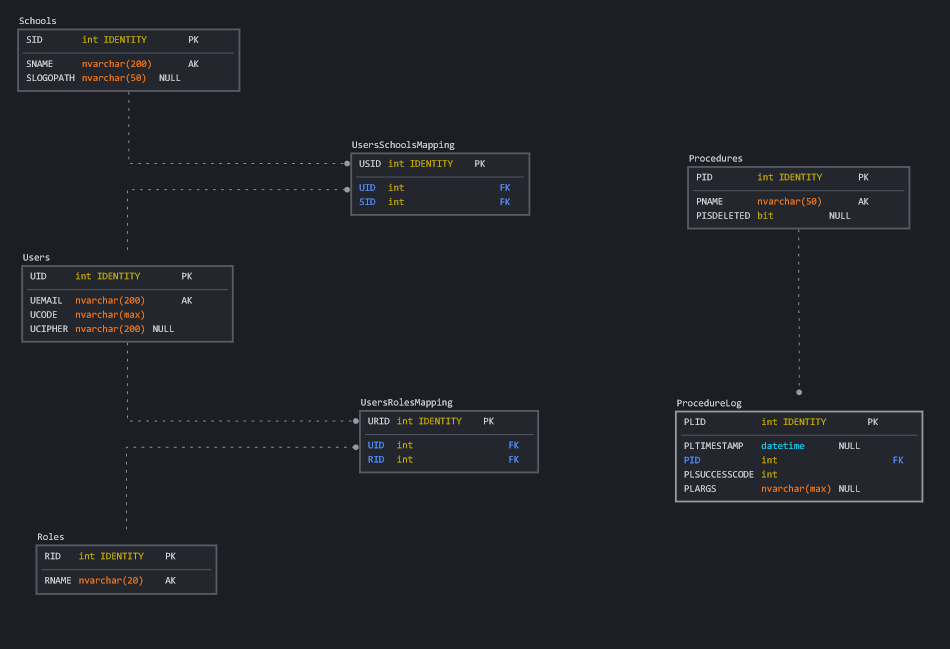 Schools
SID int IDENTITY PK
SNAME nvarchar(200) AK
SLOGOPATH nvarchar(50) NULL
UsersSchoolsMapping
USID int IDENTITY PK
UID int FK
SID int FK
Procedures
PID int IDENTITY PK
PNAME nvarchar(50) AK
PISDELETED bit NULL
Users
UID int IDENTITY PK
UEMAIL nvarchar(200) AK
UCODE nvarchar(max)
UCIPHER nvarchar(200) NULL
UsersRolesMapping
URID int IDENTITY PK
UID int FK
RID int FK
ProcedureLog
PLID int IDENTITY PK
PLTIMESTAMP datetime NULL
PID int FK
PLSUCCESSCODE int
PLARGS nvarchar(max) NULL
Roles
RID int IDENTITY PK
RNAME nvarchar(20) AK